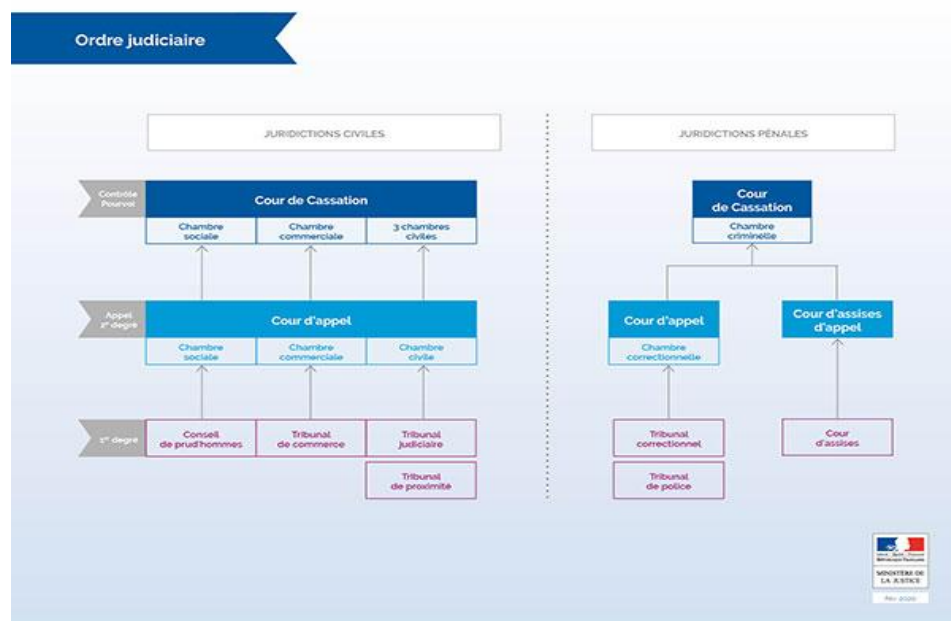 Ordre judiciaire
JURIDICTIONS CIVILES
JURIDICTIONS PÉNALES
Contrôle
Pourvoi
Cour de Cassation
Chambre
sociale
Chambre
commerciale
3 chambres
civiles
Cour
de Cassation
Chambre
criminelle
Appel
2ᵉ degré
Cour d'appel
Chambre
sociale
Chambre
commerciale
Chambre
civile
Cour d'appel
Chambre
correctionnelle
Cour d'assises
d'appel
1er degré
Conseil
de prud'hommes
Tribunal
de commerce
Tribunal
judiciaire
Tribunal
de proximité
Tribunal
correctionnel
Tribunal
de police
Cour
d'assises
MINISTÈRE DE
LA JUSTICE